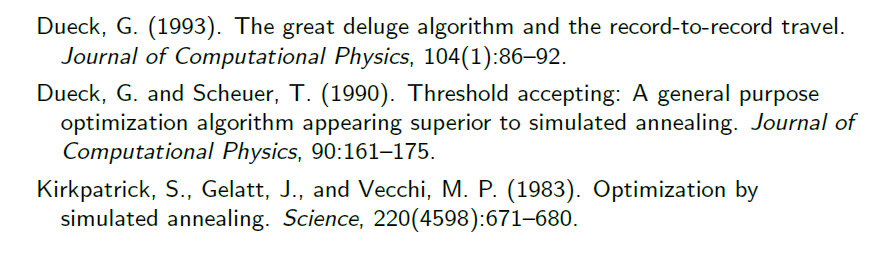 Dueck, G. (1993). The great deluge algorithm and the record-to-record travel.
Journal of Computational Physics, 104(1):86–92.
Dueck, G. and Scheuer, T. (1990). Threshold accepting: A general purpose
optimization algorithm appearing superior to simulated annealing. Journal of
Computational Physics, 90:161–175.
Kirkpatrick, S., Gelatt, J., and Vecchi, M. P. (1983). Optimization by
simulated annealing. Science, 220(4598):671–680.